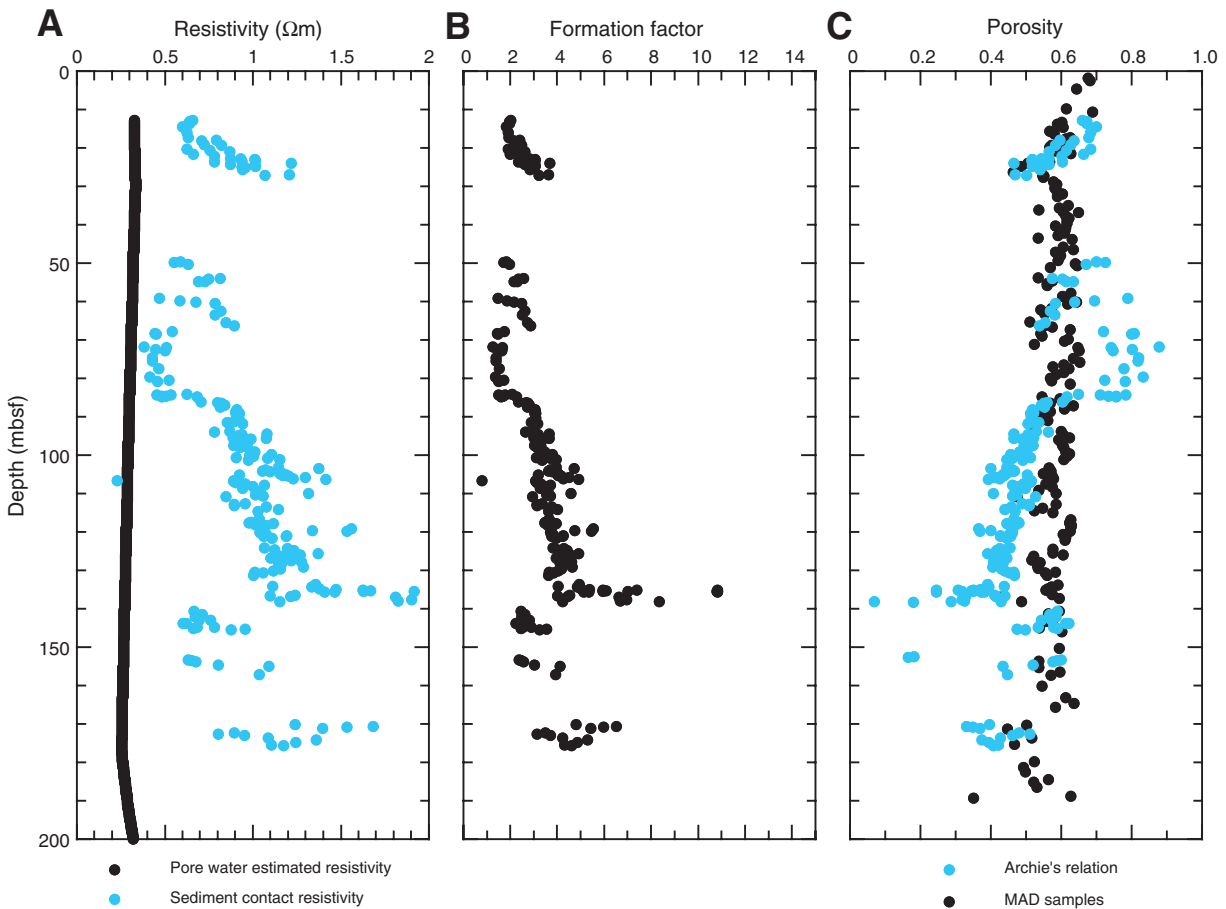 A B C
Resistivity (Ωm) Formation factor Porosity
0 0.5 1 1.5 2 0 2 4 6 8 10 12 14 0 0.2 0.4 0.6 0.8 1.0
0
50
100
150
200
Depth (mbsf)
Pore water estimated resistivity
Sediment contact resistivity
Archie's relation
MAD samples